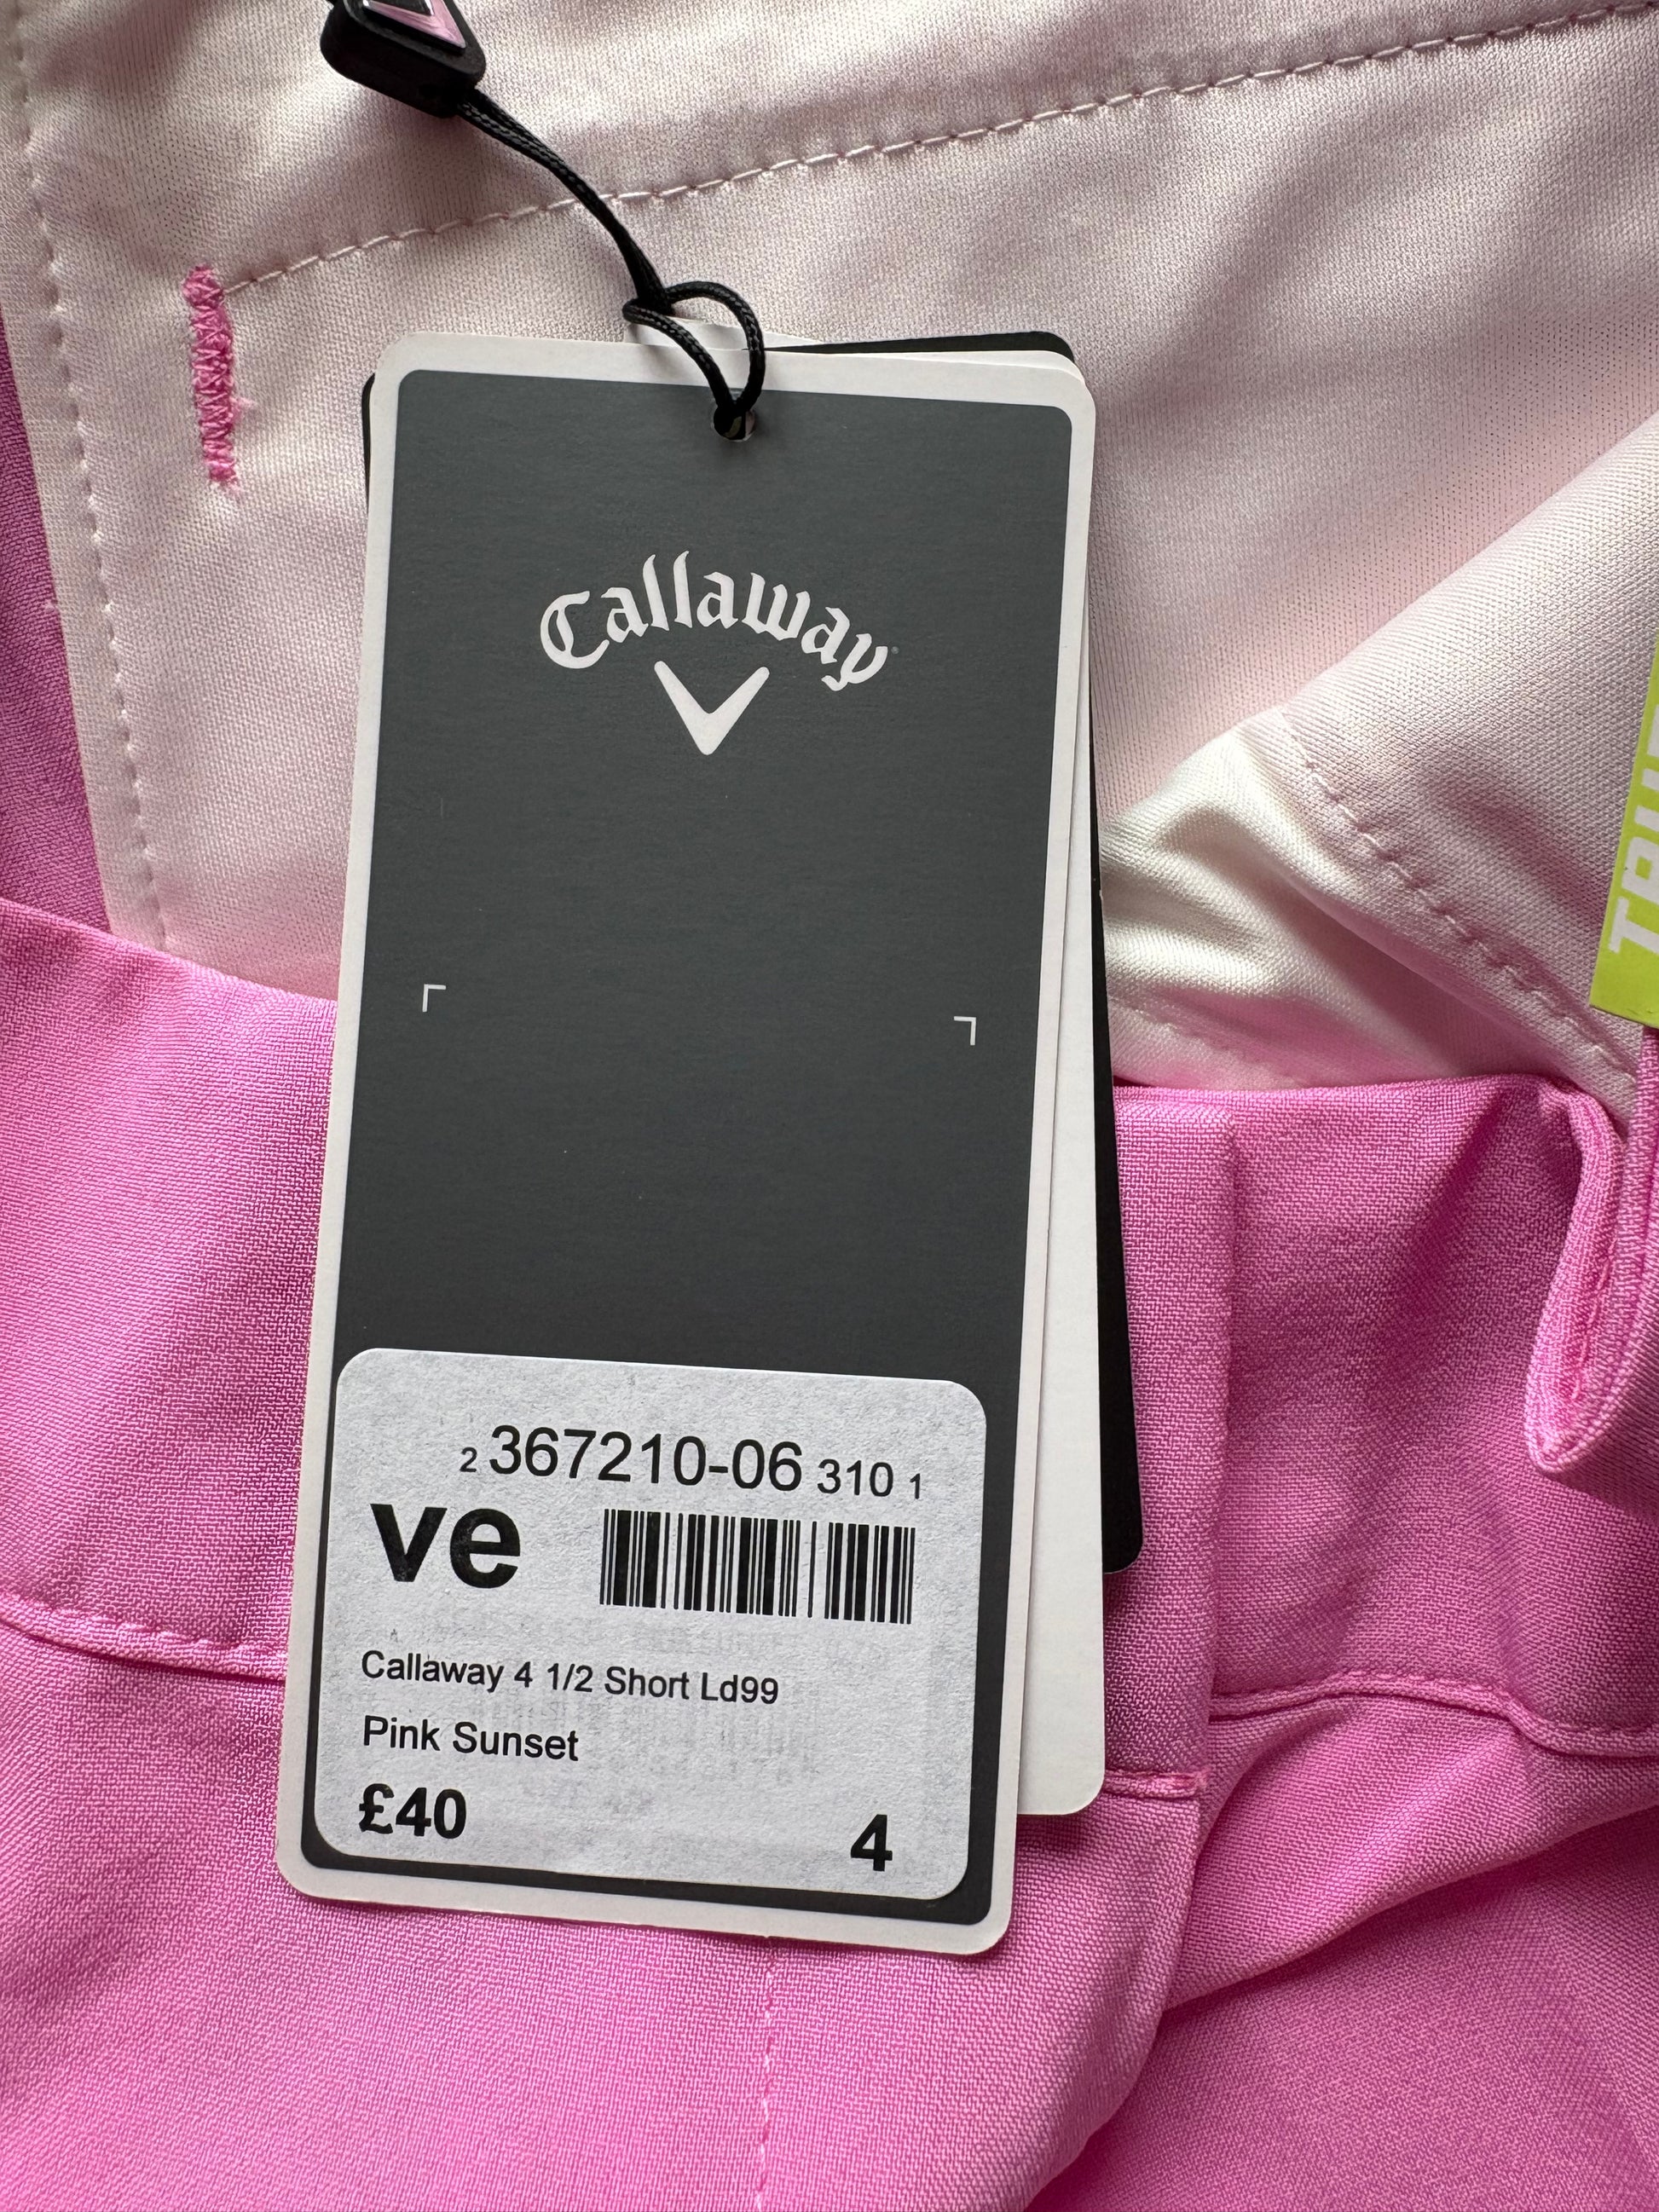 Callaway
2 367210-06 310 1
ve
Callaway 4 1/2 Short Ld99
Pink Sunset
£40 4